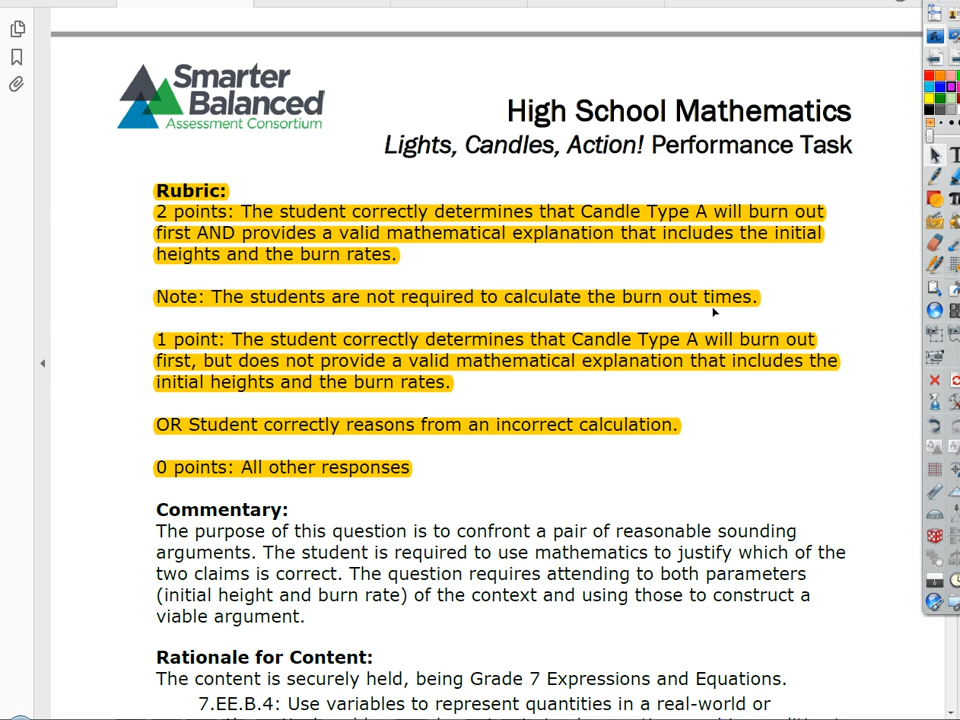 Smarter
Balanced
Assessment Consortium
High School Mathematics
Lights, Candles, Action! Performance Task
Rubric:
2 points: The student correctly determines that Candle Type A will burn out
first AND provides a valid mathematical explanation that includes the initial
heights and the burn rates.
Note: The students are not required to calculate the burn out times.
1 point: The student correctly determines that Candle Type A will burn out
first, but does not provide a valid mathematical explanation that includes the
initial heights and the burn rates.
OR Student correctly reasons from an incorrect calculation.
0 points: All other responses
Commentary:
The purpose of this question is to confront a pair of reasonable sounding
arguments. The student is required to use mathematics to justify which of the
two claims is correct. The question requires attending to both parameters
(initial height and burn rate) of the context and using those to construct a
viable argument.
Rationale for Content:
The content is securely held, being Grade 7 Expressions and Equations.
7.EE.B.4: Use variables to represent quantities in a real-world or